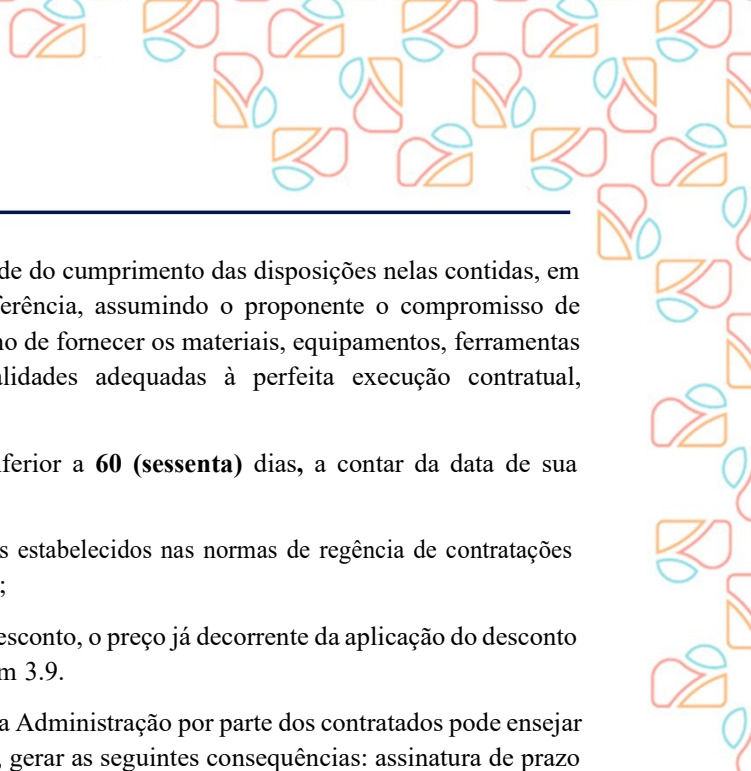 de do cumprimento das disposições nelas contidas, em
ferência, assumindo o proponente o compromisso de
no de fornecer os materiais, equipamentos, ferramentas
alidades adequadas à perfeita execução contratual,
nferior a 60 (sessenta) dias, a contar da data de sua
s estabelecidos nas normas de regência de contratações
;
esconto, o preço já decorrente da aplicação do desconto
m 3.9.
a Administração por parte dos contratados pode ensejar
, gerar as seguintes consequências: assinatura de prazo